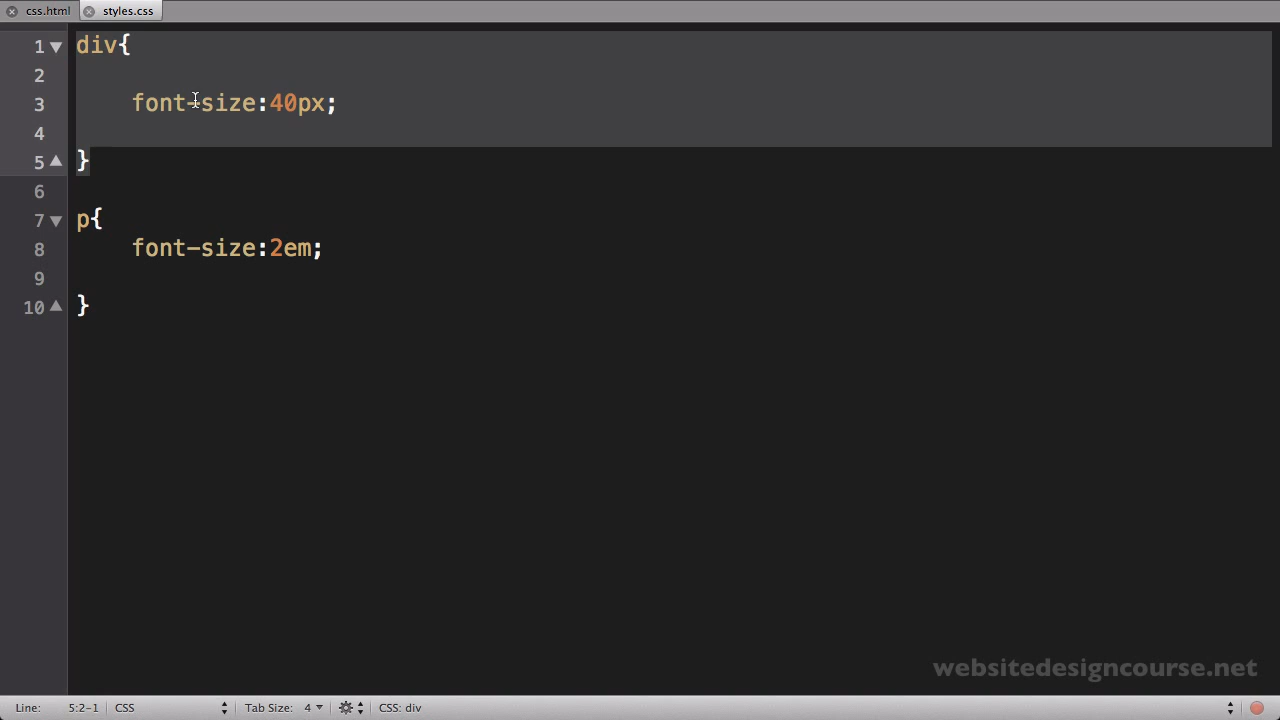 css.html styles.css
1 div{
2
3 font-size:40px;
4
5 }
6
7 p{
8 font-size:2em;
9
10 }
websitedesigncourse.net
Line: 5:2-1 CSS Tab Size: 4 CSS: div